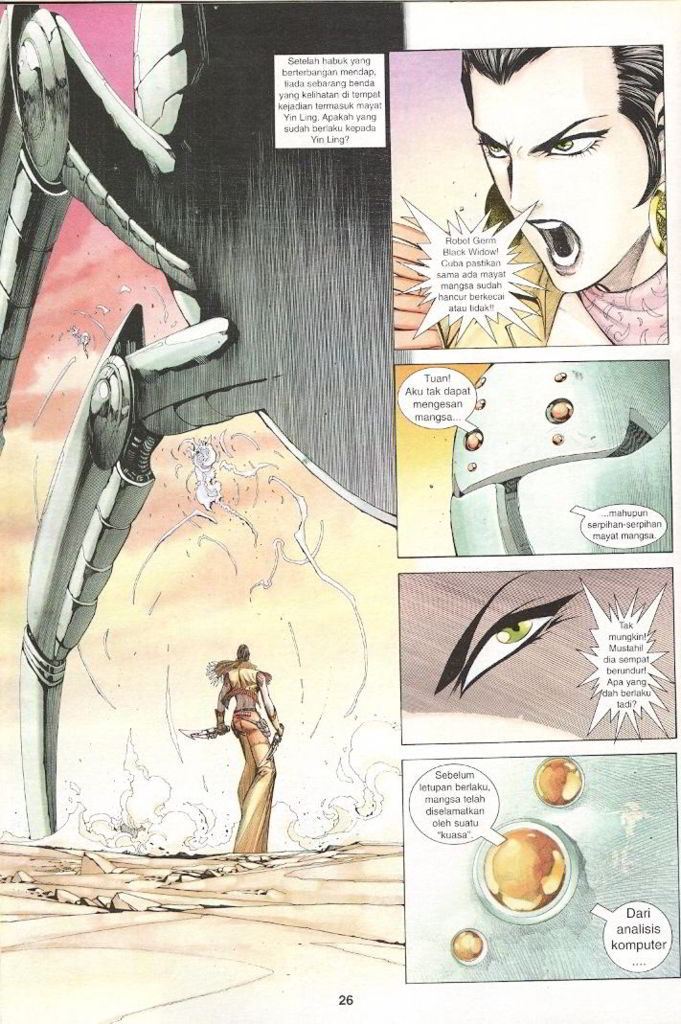 Setelah habuk yang
berterbangan mendap,
tiada sebarang benda
yang kelihatan di tempat
kejadian termasuk mayat
Yin Ling. Apakah yang
sudah berlaku kepada
Yin Ling?
Robot Germ
Black Widow!
Cuba pastikan
sama ada mayat
mangsa sudah
hancur berkecai
atau tidak!!
Tuan!
Aku tak dapat
mengesan
mangsa...
...mahupun
serpihan-serpihan
mayat mangsa.
Tak
mungkin!
Mustahil
dia sempat
berundur!
Apa yang
dah berlaku
tadi?
Sebelum
letupan berlaku,
mangsa telah
diselamatkan
oleh suatu
"kuasa".
Dari
analisis
komputer
....
26